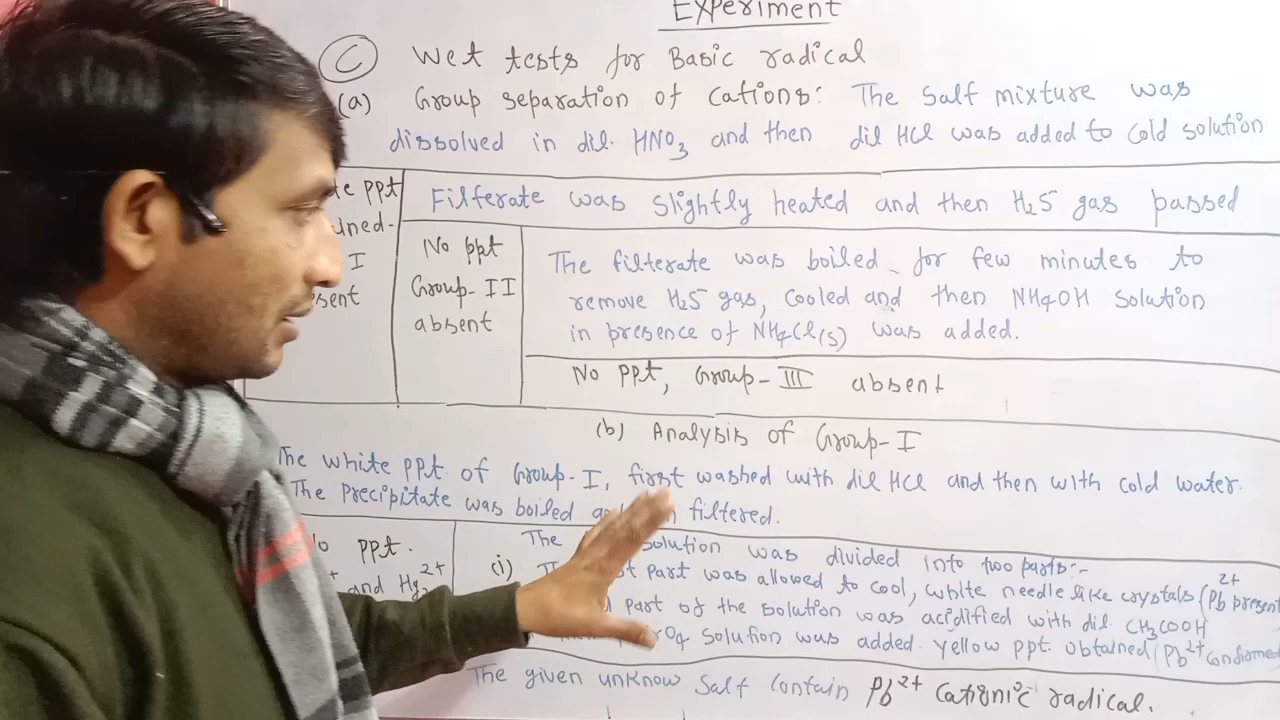 Experiment
C Wet tests for Basic radical
(a) Group separation of Cations: The Salt mixture was
dissolved in dil. HNO3 and then dil HCl was added to cold solution
ppt
I
Filterate was slightly heated and then H2S gas passed
No ppt
Group-II
absent
The filterate was boiled for few minutes to
remove H2S gas, cooled and then NH4OH solution
in presence of NH4Cl(s) was added.
No ppt, Group-III absent
(b) Analysis of Group-I
The white ppt. of Group-I, first washed with dil HCl and then with cold water.
The Precipitate was boiled filtered.
ppt.
and Hg2 2+
The solution was divided into two parts:-
(i) part was allowed to cool, white needle like crystals (Pb2+ present
part of the solution was acidified with dil. CH3COOH
solution was added. yellow ppt. obtained (Pb2+ Confirmed
The given unknow Salt contain Pb2+ Cationic radical.